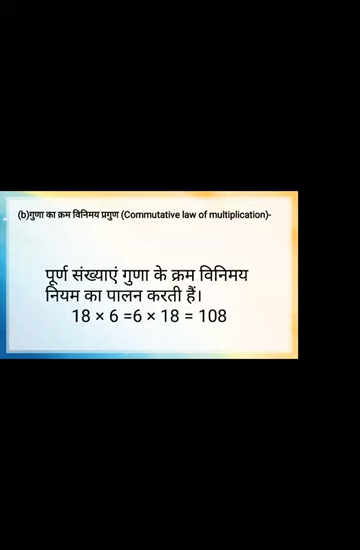 (b)गुणा का क्रम विनिमय प्रगुण (Commutative law of multiplication)-
पूर्ण संख्याएं गुणा के क्रम विनिमय
नियम का पालन करती हैं।
18 × 6 =6 × 18 = 108